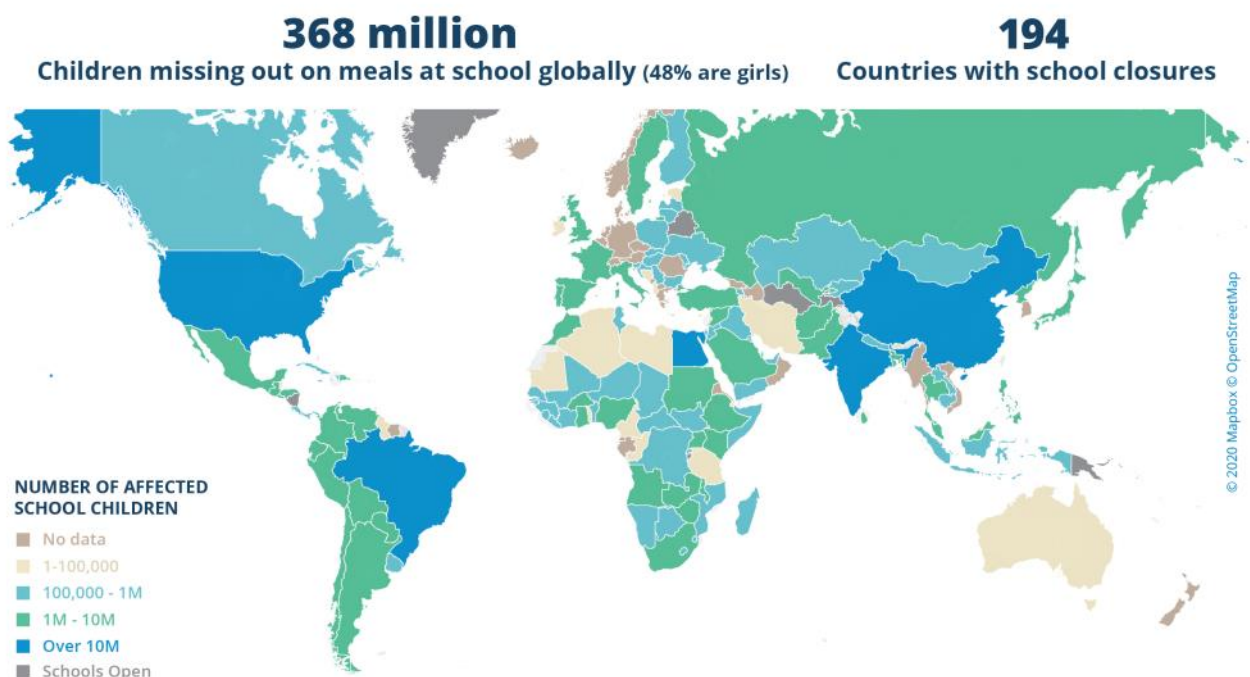 368 million
Children missing out on meals at school globally (48% are girls)
194
Countries with school closures
NUMBER OF AFFECTED
SCHOOL CHILDREN
No data
1-100,000
100,000 - 1M
1M - 10M
Over 10M
Schools Open
© 2020 Mapbox © OpenStreetMap